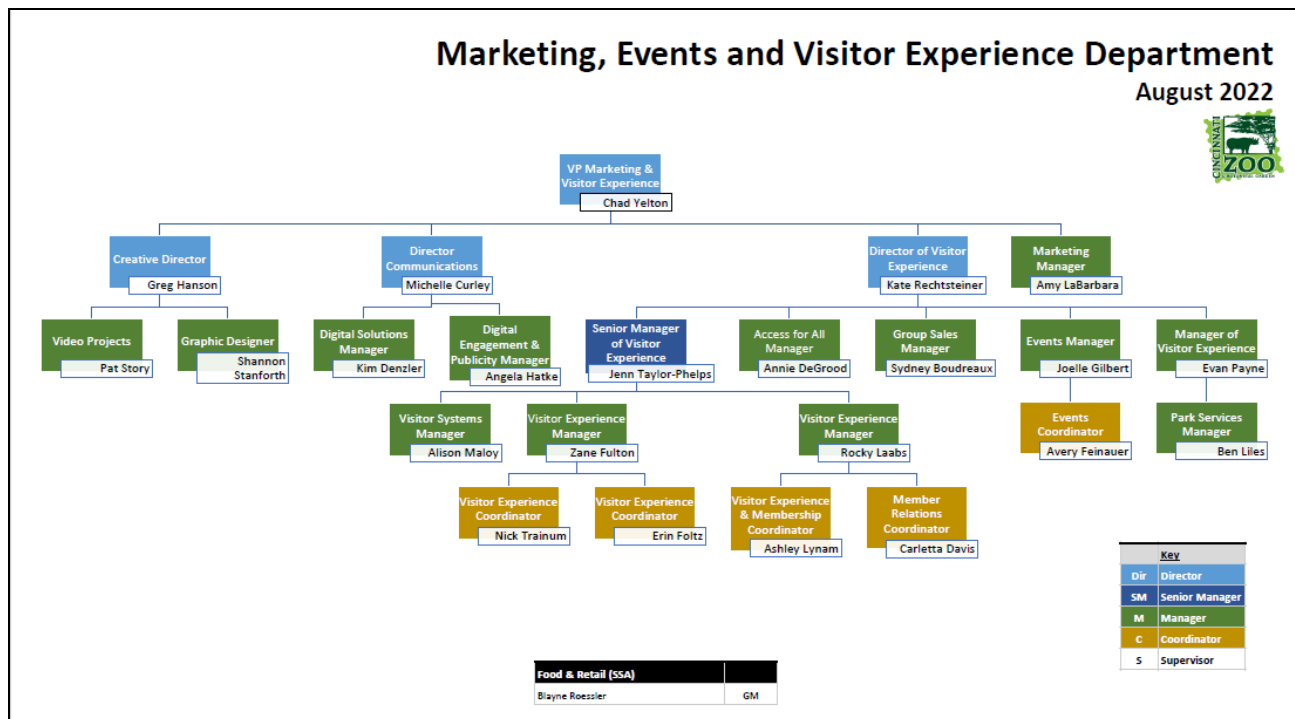 Marketing, Events and Visitor Experience Department
August 2022
CINCINNATI
ZOO
VP Marketing &
Visitor Experience
Chad Yelton
Creative Director
Greg Hanson
Director
Communications
Michelle Curley
Director of Visitor
Experience
Kate Rechtsteiner
Marketing
Manager
Amy LaBarbara
Video Projects
Pat Story
Graphic Designer
Shannon
Stanforth
Digital Solutions
Manager
Kim Denzler
Digital
Engagement &
Publicity Manager
Angela Hatke
Senior Manager
of Visitor
Experience
Jenn Taylor-Phelps
Access for All
Manager
Annie DeGrood
Group Sales
Manager
Sydney Boudreaux
Events Manager
Joelle Gilbert
Manager of
Visitor Experience
Evan Payne
Visitor Systems
Manager
Alison Maloy
Visitor Experience
Manager
Zane Fulton
Visitor Experience
Manager
Rocky Laabs
Events
Coordinator
Avery Feinauer
Park Services
Manager
Ben Liles
Visitor Experience
Coordinator
Nick Trainum
Visitor Experience
Coordinator
Erin Foltz
Visitor Experience
& Membership
Coordinator
Ashley Lynam
Member
Relations
Coordinator
Carletta Davis
Key
Dir Director
SM Senior Manager
M Manager
C Coordinator
S Supervisor
Food & Retail (SSA)
Blayne Roessler GM